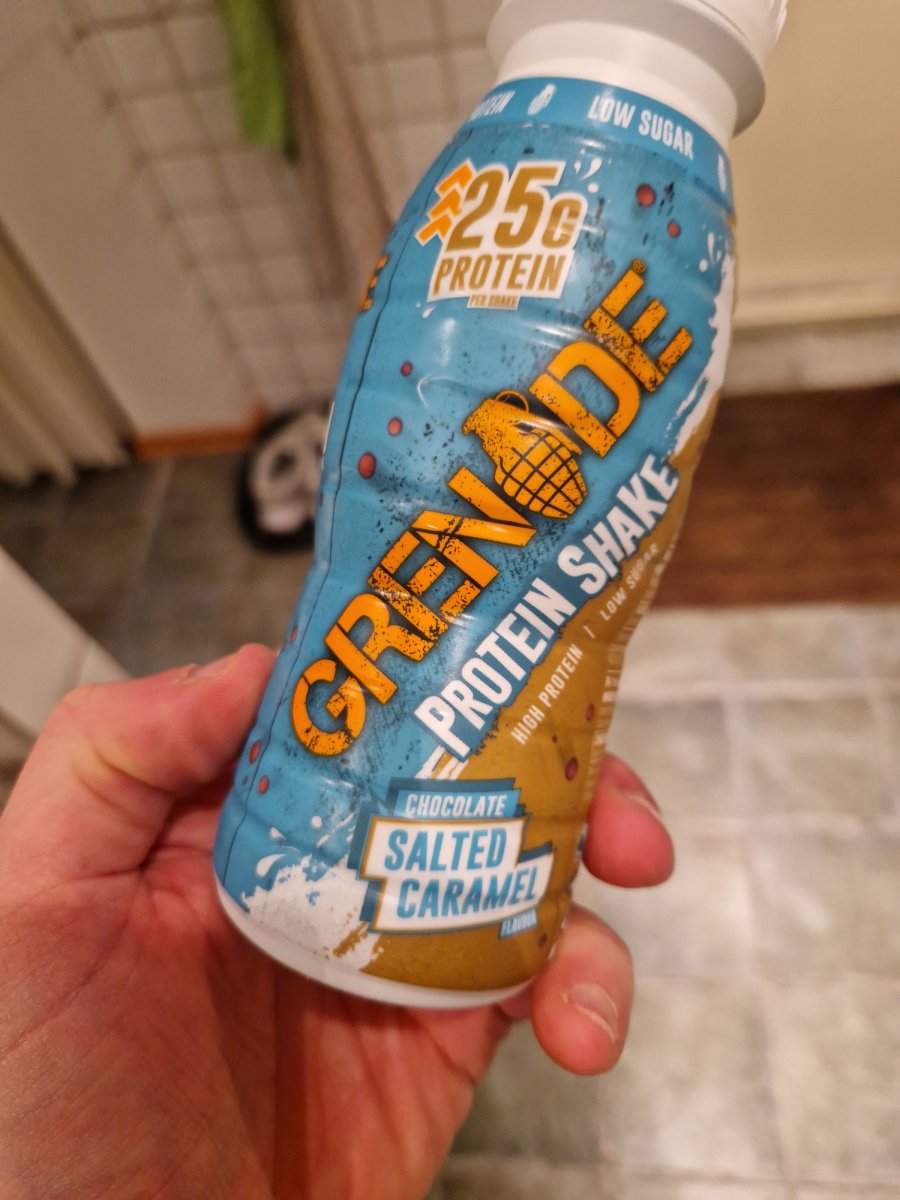 LOW SUGAR
25G
PROTEIN
PER SHAKE
GRENADE®
PROTEIN SHAKE
HIGH PROTEIN / LOW SUGAR
CHOCOLATE
SALTED
CARAMEL
FLAVOUR